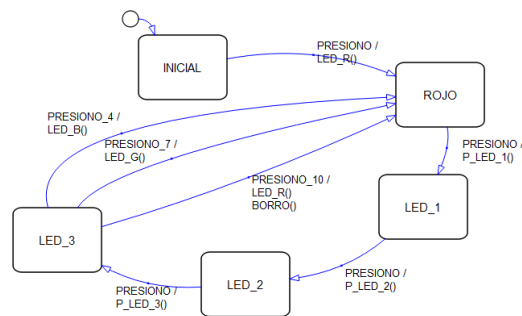 INICIAL
PRESIONO /
LED_R()
ROJO
PRESIONO_4 /
LED_B()
PRESIONO_7 /
LED_G()
PRESIONO /
P_LED_1()
PRESIONO_10 /
LED_R()
BORRO()
LED_1
LED_3
LED_2
PRESIONO /
P_LED_2()
PRESIONO /
P_LED_3()